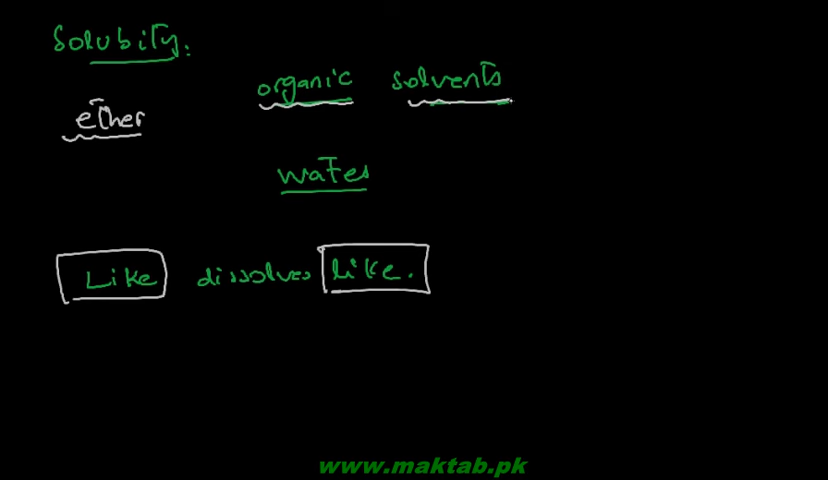 Solubity.
organic solvents
ether
water
Like dissolves like.
www.maktab.pk